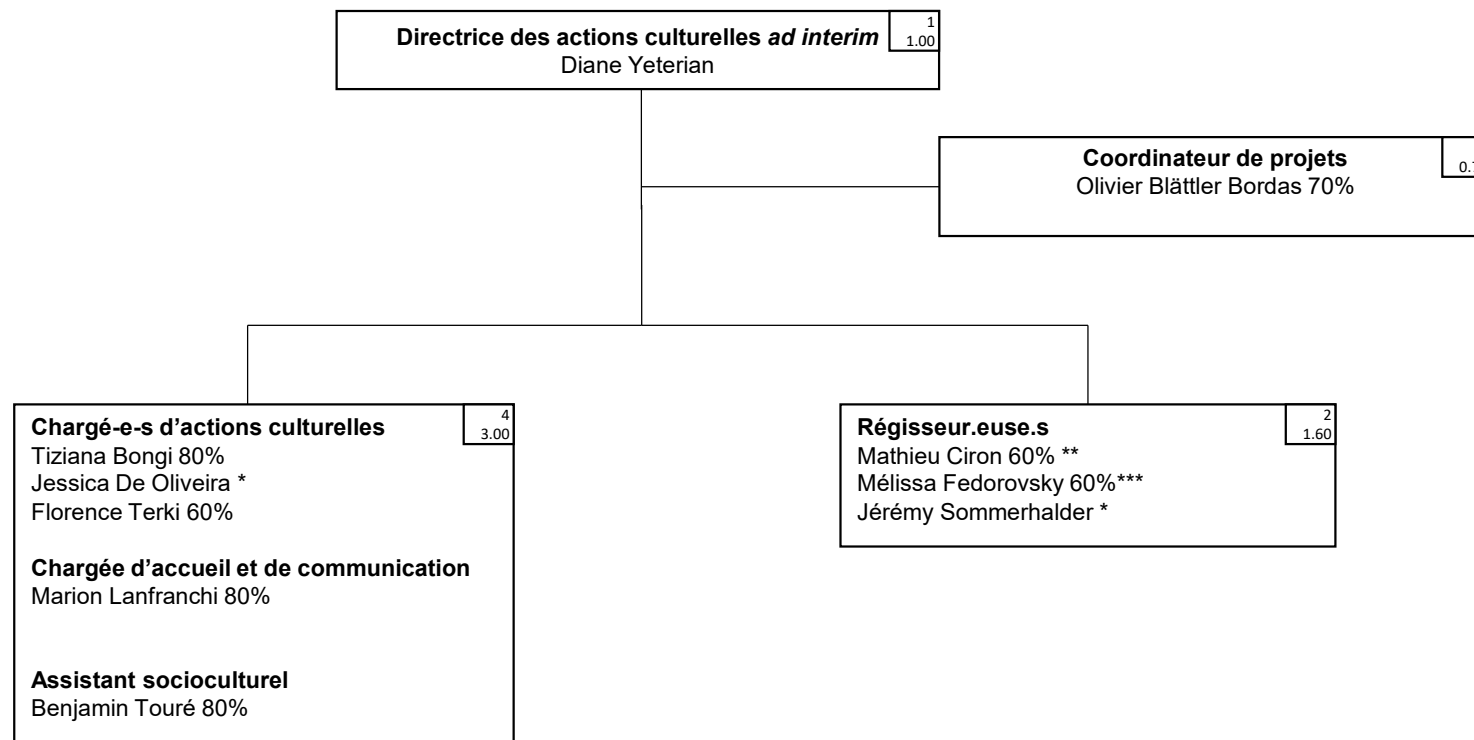 Directrice des actions culturelles ad interim
Diane Yeterian
1
1.00
Coordinateur de projets
Olivier Blättler Bordas 70%
Chargé-e-s d'actions culturelles
Tiziana Bongi 80%
Jessica De Oliveira *
Florence Terki 60%
Chargée d'accueil et de communication
Marion Lanfranchi 80%
Assistant socioculturel
Benjamin Touré 80%
4
3.00
Régisseur.euse.s
Mathieu Ciron 60% **
Mélissa Fedorovsky 60%***
Jérémy Sommerhalder *
2
1.60